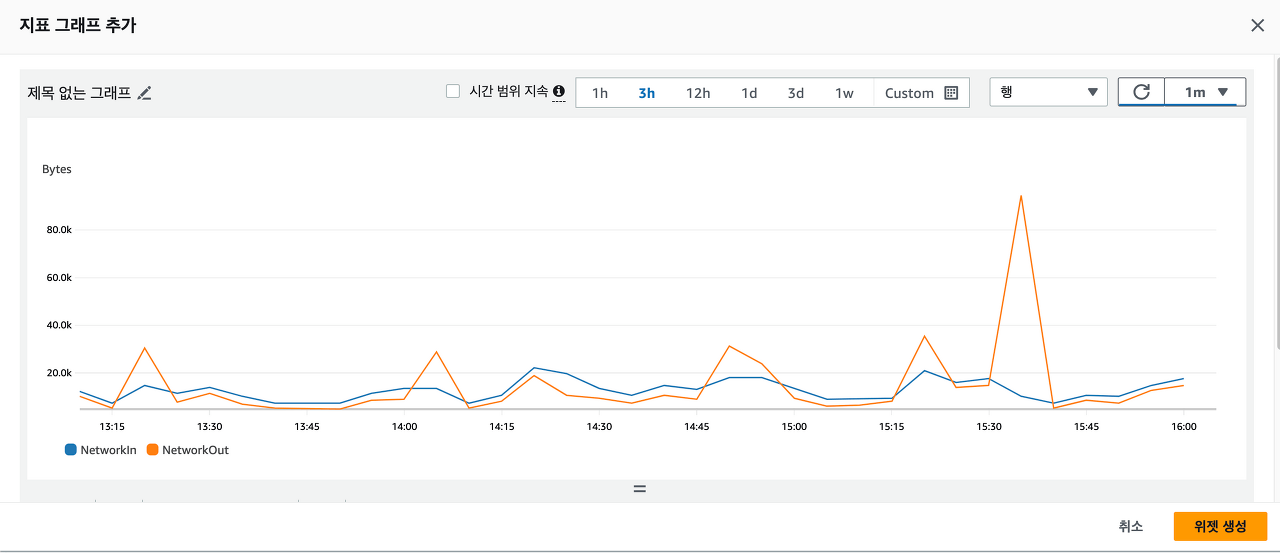 지표 그래프 추가
제목 없는 그래프 시간 범위 지속 1h 3h 12h 1d 3d 1w Custom 행 1m
Bytes
80.0k
60.0k
40.0k
20.0k
13:15 13:30 13:45 14:00 14:15 14:30 14:45 15:00 15:15 15:30 15:45 16:00
NetworkIn NetworkOut
취소 위젯 생성